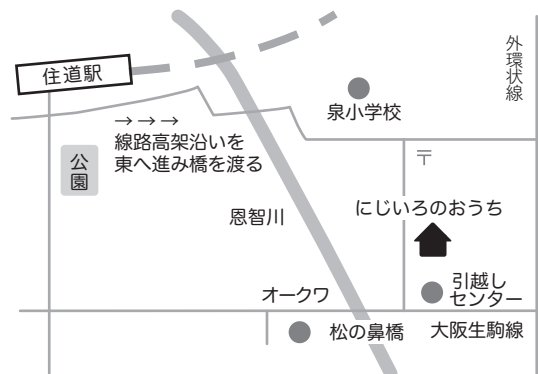 住道駅
外環状線
泉小学校
→→→
線路高架沿いを
東へ進み橋を渡る
公園
〒
恩智川
にじいろのおうち
引越し
センター
オークワ
松の鼻橋
大阪生駒線